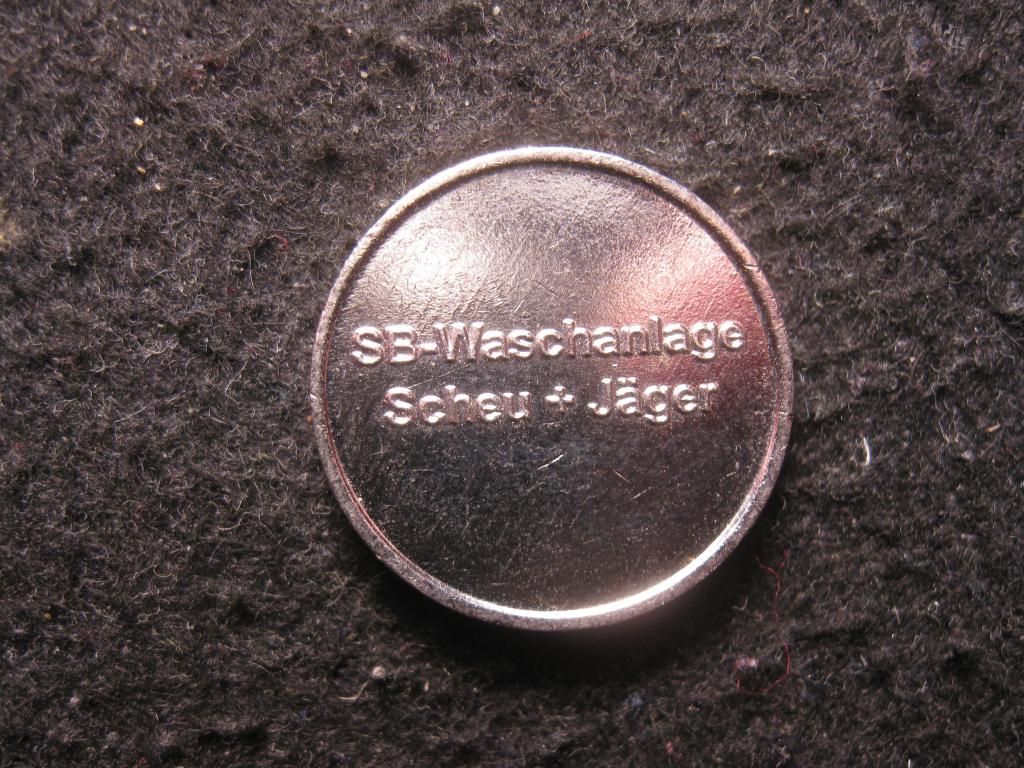 SB-Waschanlage
Scheu + Jäger